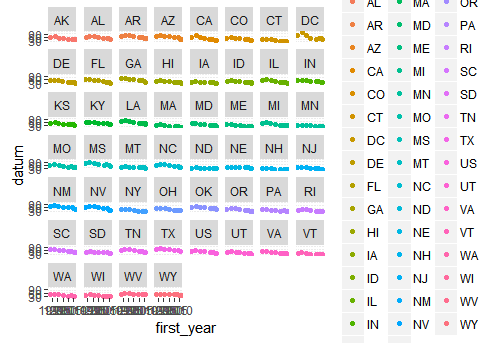 AK AL AR AZ CA CO CT DC
DE FL GA HI IA ID IL IN
KS KY LA MA MD ME MI MN
MO MS MT NC ND NE NH NJ
NM NV NY OH OK OR PA RI
SC SD TN TX US UT VA VT
WA WI WV WY
datum
first_year
AL MA OR
AR MD PA
AZ ME RI
CA MI SC
CO MN SD
CT MO TN
DC MS TX
DE MT US
FL NC UT
GA ND VA
HI NE VT
IA NH WA
ID NJ WI
IL NM WV
IN NV WY